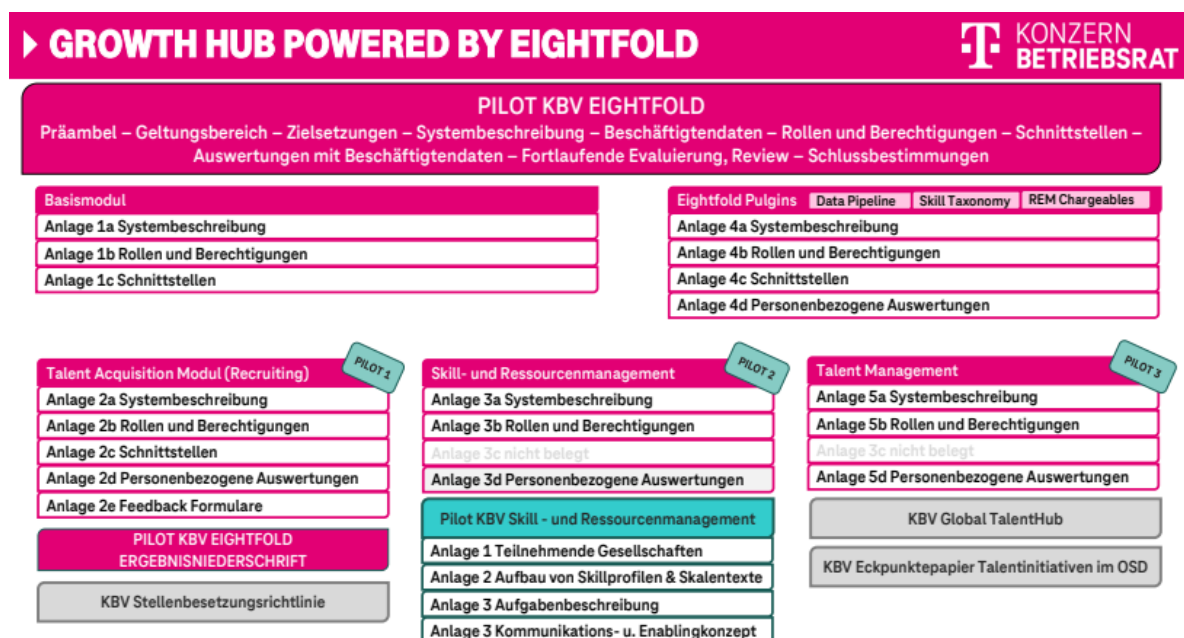 GROWTH HUB POWERED BY EIGHTFOLD
T KONZERN
BETRIEBSRAT
PILOT KBV EIGHTFOLD
Präambel – Geltungsbereich – Zielsetzungen – Systembeschreibung – Beschäftigtendaten – Rollen und Berechtigungen – Schnittstellen –
Auswertungen mit Beschäftigtendaten – Fortlaufende Evaluierung, Review – Schlussbestimmungen
Basismodul
Anlage 1a Systembeschreibung
Anlage 1b Rollen und Berechtigungen
Anlage 1c Schnittstellen
Eightfold Pulgins Data Pipeline Skill Taxonomy REM Chargeables
Anlage 4a Systembeschreibung
Anlage 4b Rollen und Berechtigungen
Anlage 4c Schnittstellen
Anlage 4d Personenbezogene Auswertungen
Talent Acquisition Modul (Recruiting) PILOT 1
Anlage 2a Systembeschreibung
Anlage 2b Rollen und Berechtigungen
Anlage 2c Schnittstellen
Anlage 2d Personenbezogene Auswertungen
Anlage 2e Feedback Formulare
PILOT KBV EIGHTFOLD
ERGEBNISNIEDERSCHRIFT
KBV Stellenbesetzungsrichtlinie
Skill- und Ressourcenmanagement PILOT 2
Anlage 3a Systembeschreibung
Anlage 3b Rollen und Berechtigungen
Anlage 3c nicht belegt
Anlage 3d Personenbezogene Auswertungen
Pilot KBV Skill - und Ressourcenmanagement
Anlage 1 Teilnehmende Gesellschaften
Anlage 2 Aufbau von Skillprofilen & Skalentexte
Anlage 3 Aufgabenbeschreibung
Anlage 3 Kommunikations- u. Enablingkonzept
Talent Management PILOT 3
Anlage 5a Systembeschreibung
Anlage 5b Rollen und Berechtigungen
Anlage 3c nicht belegt
Anlage 5d Personenbezogene Auswertungen
KBV Global TalentHub
KBV Eckpunktepapier Talentinitiativen im OSD